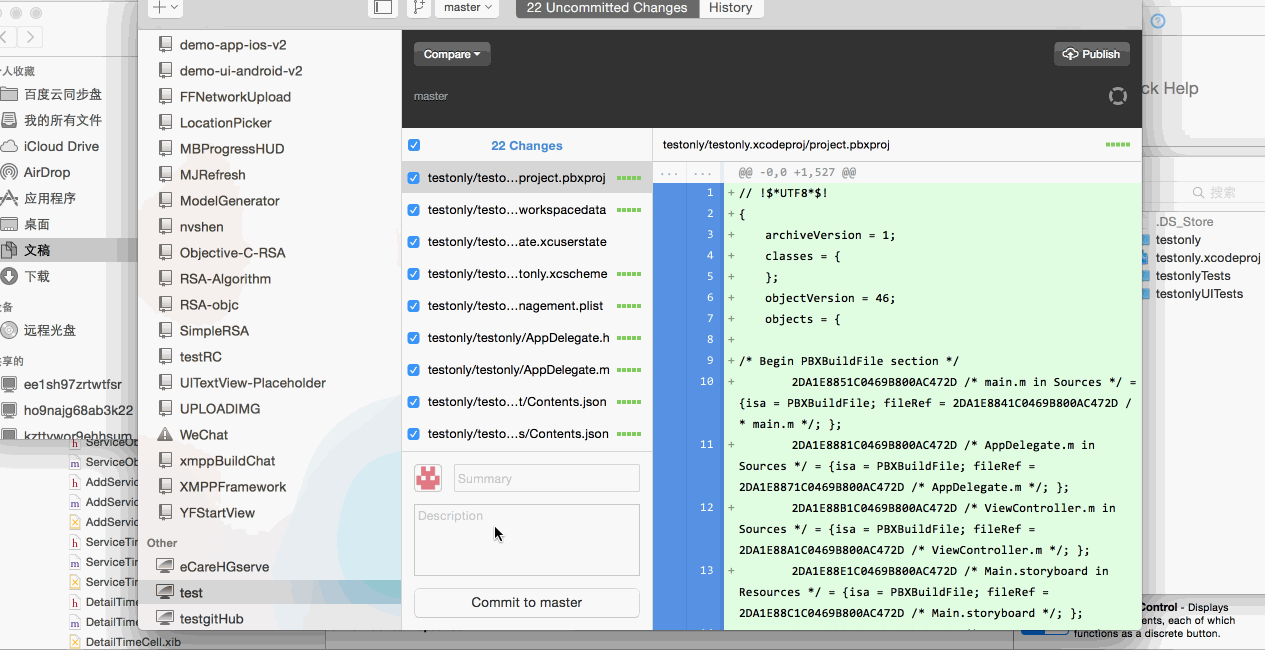 master
22 Uncommitted Changes
History
人收藏
百度云同步盘
我的所有文件
iCloud Drive
AirDrop
应用程序
桌面
文稿
下载
备
远程光盘
享的
ee1sh97zrtwtfsr
ho9najg68ab3k22
kzttvwor9ehhsum
ServiceOb
ServiceOb
AddServic
AddServic
AddServic
ServiceTim
ServiceTim
ServiceTim
DetailTime
DetailTime
DetailTimeCell.xib
demo-app-ios-v2
demo-ui-android-v2
FFNetworkUpload
LocationPicker
MBProgressHUD
MJRefresh
ModelGenerator
nvshen
Objective-C-RSA
RSA-Algorithm
RSA-objc
SimpleRSA
testRC
UITextView-Placeholder
UPLOADIMG
WeChat
xmppBuildChat
XMPPFramework
YFStartView
Other
eCareHGserve
test
testgitHub
Compare
Publish
master
22 Changes
testonly/testo...project.pbxproj
testonly/testo...workspacedata
testonly/testo...ate.xcuserstate
testonly/testo...tonly.xcscheme
testonly/testo...nagement.plist
testonly/testonly/AppDelegate.h
testonly/testonly/AppDelegate.m
testonly/testo...t/Contents.json
testonly/testo...s/Contents.json
Summary
Description
Commit to master
testonly/testonly.xcodeproj/project.pbxproj
... ... @@ -0,0 +1,527 @@
1 + // !$*UTF8*$!
2 + {
3 + archiveVersion = 1;
4 + classes = {
5 + };
6 + objectVersion = 46;
7 + objects = {
8 +
9 + /* Begin PBXBuildFile section */
10 + 2DA1E8851C0469B800AC472D /* main.m in Sources */ =
{isa = PBXBuildFile; fileRef = 2DA1E8841C0469B800AC472D /
* main.m */; };
11 + 2DA1E8881C0469B800AC472D /* AppDelegate.m in
Sources */ = {isa = PBXBuildFile; fileRef =
2DA1E8871C0469B800AC472D /* AppDelegate.m */; };
12 + 2DA1E88B1C0469B800AC472D /* ViewController.m in
Sources */ = {isa = PBXBuildFile; fileRef =
2DA1E88A1C0469B800AC472D /* ViewController.m */; };
13 + 2DA1E88E1C0469B800AC472D /* Main.storyboard in
Resources */ = {isa = PBXBuildFile; fileRef =
2DA1E88C1C0469B800AC472D /* Main.storyboard */; };
ck Help
搜索
.DS_Store
testonly
testonly.xcodeproj
testonlyTests
testonlyUITests
Control - Displays
ents, each of which
functions as a discrete button.